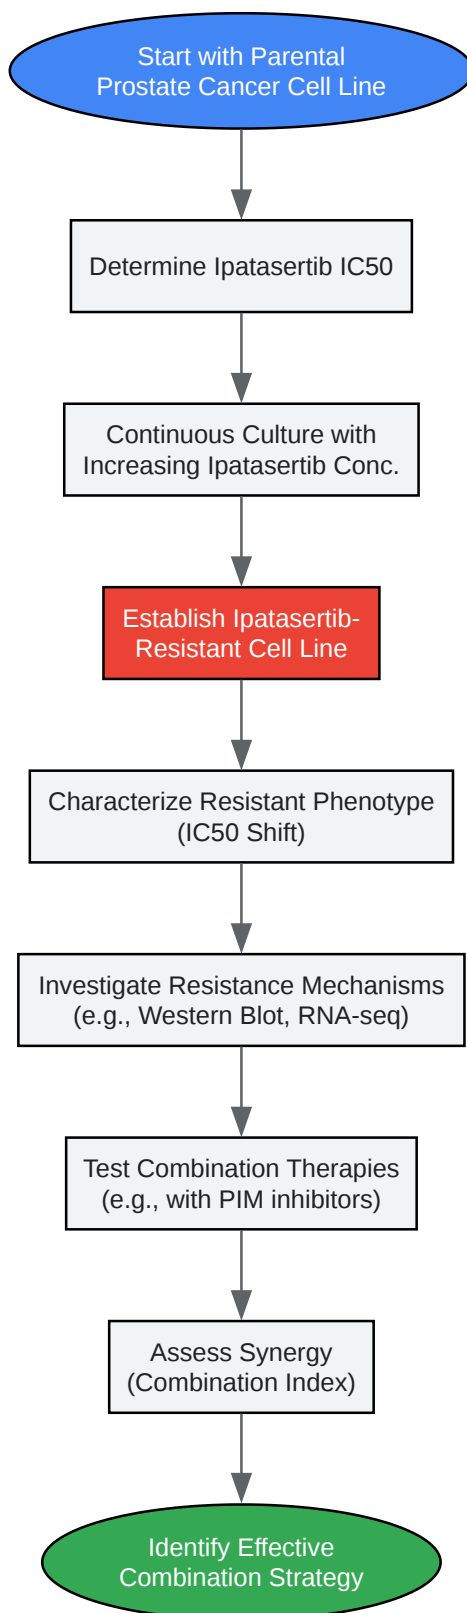 Start with Parental
Prostate Cancer Cell Line
Determine Ipatasertib IC50
Continuous Culture with
Increasing Ipatasertib Conc.
Establish Ipatasertib-
Resistant Cell Line
Characterize Resistant Phenotype
(IC50 Shift)
Investigate Resistance Mechanisms
(e.g., Western Blot, RNA-seq)
Test Combination Therapies
(e.g., with PIM inhibitors)
Assess Synergy
(Combination Index)
Identify Effective
Combination Strategy